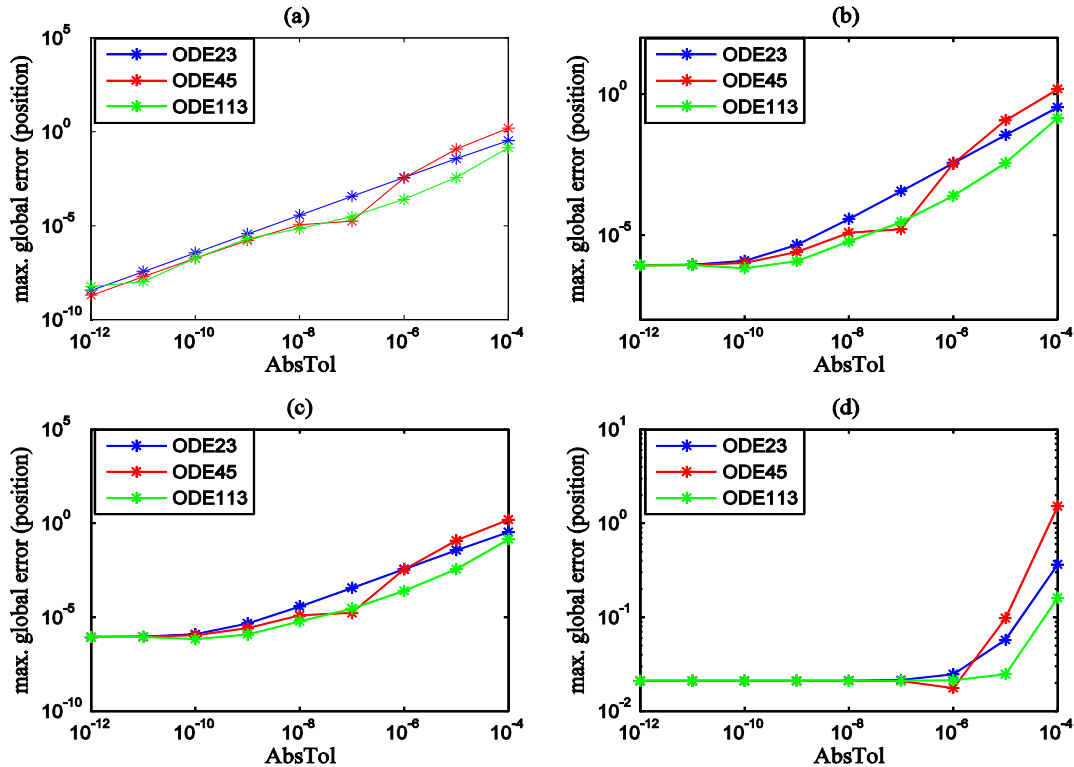 (a)
max. global error (position)
10^5
10^0
10^-5
10^-10
ODE23
ODE45
ODE113
10^-12
10^-10
10^-8
10^-6
10^-4
AbsTol
(b)
max. global error (position)
10^0
10^-5
ODE23
ODE45
ODE113
10^-12
10^-10
10^-8
10^-6
10^-4
AbsTol
(c)
max. global error (position)
10^5
10^0
10^-5
10^-10
ODE23
ODE45
ODE113
10^-12
10^-10
10^-8
10^-6
10^-4
AbsTol
(d)
max. global error (position)
10^1
10^0
10^-1
10^-2
ODE23
ODE45
ODE113
10^-12
10^-10
10^-8
10^-6
10^-4
AbsTol